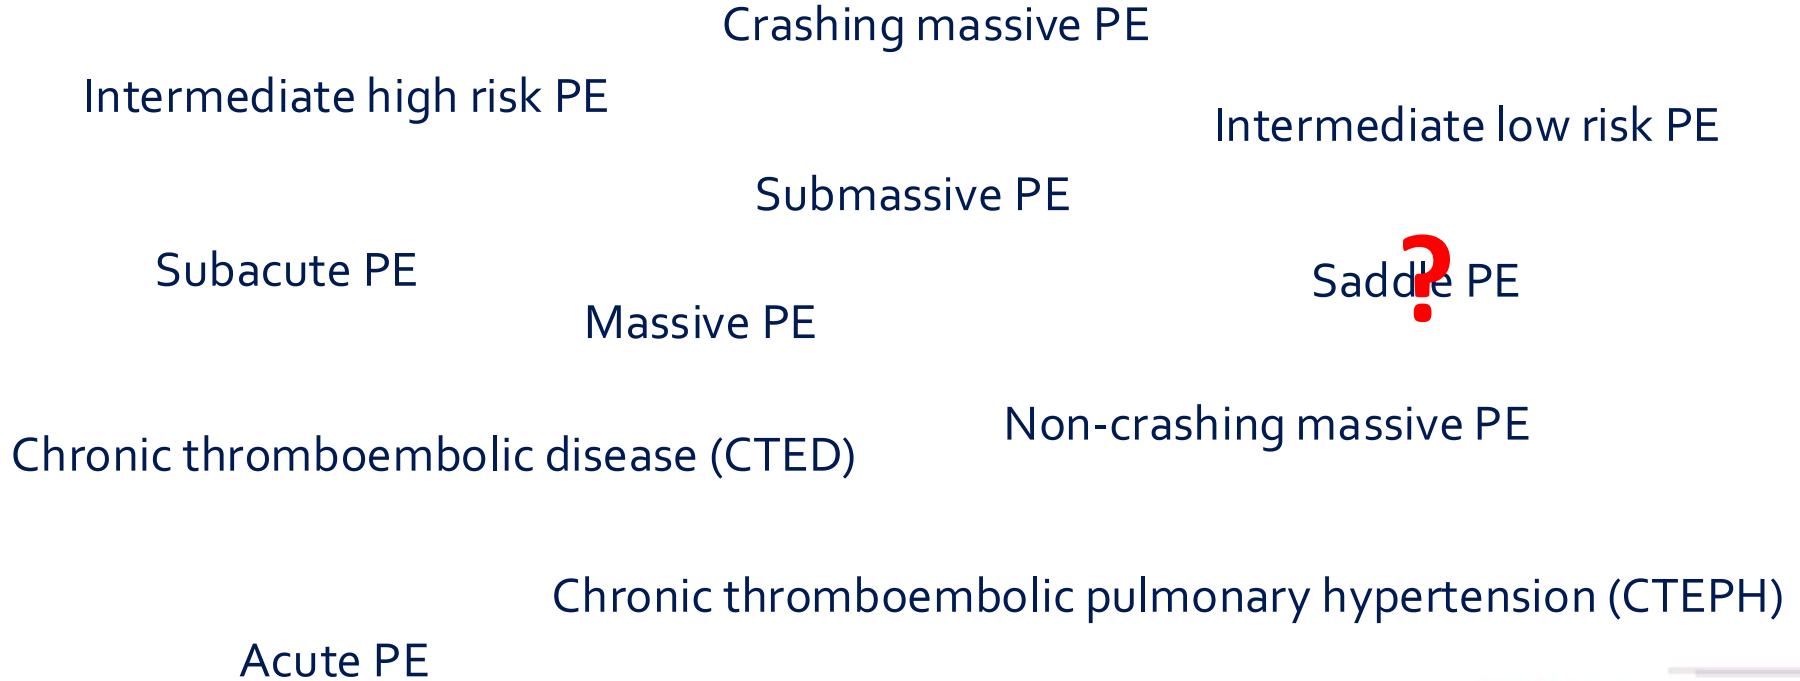 Crashing massive PE
Intermediate high risk PE
Intermediate low risk PE
Submassive PE
Subacute PE
Saddle PE
?
Massive PE
Non-crashing massive PE
Chronic thromboembolic disease (CTED)
Chronic thromboembolic pulmonary hypertension (CTEPH)
Acute PE